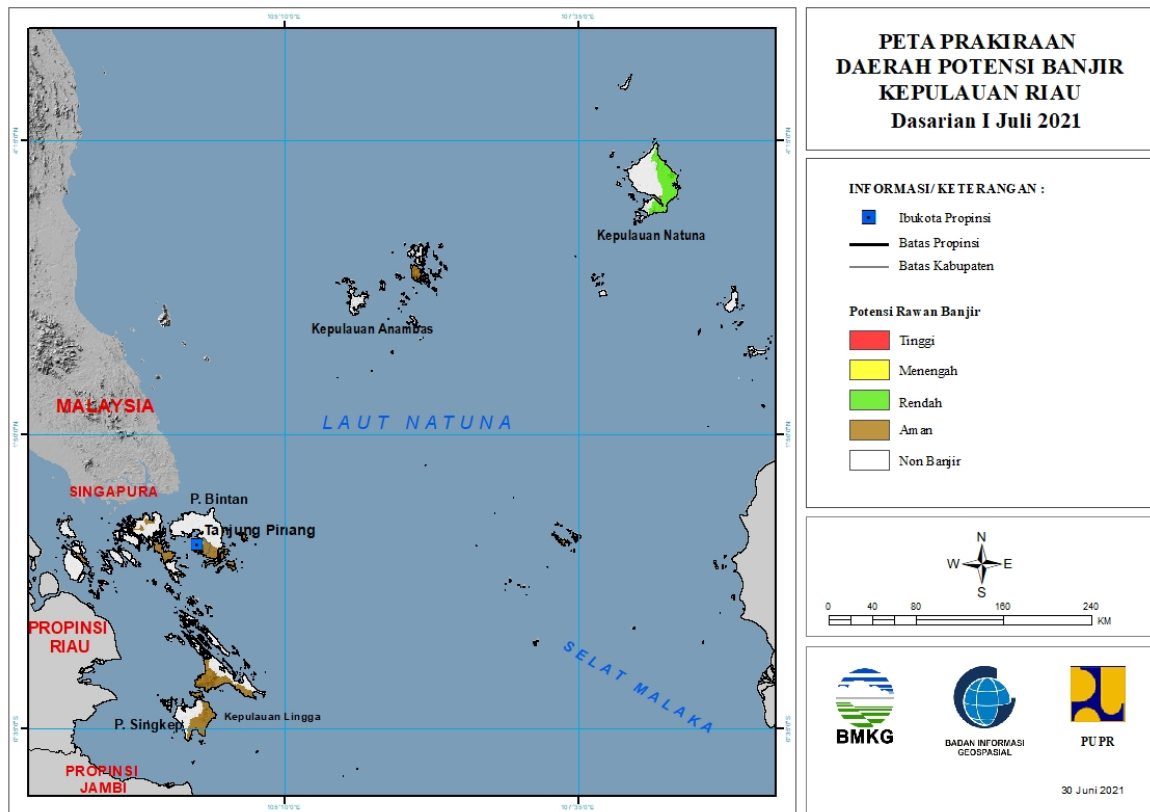 PETA PRAKIRAAN
DAERAH POTENSI BANJIR
KEPULAUAN RIAU
Dasarian I Juli 2021
INFORMASI/ KETERANGAN :
Ibukota Propinsi
Batas Propinsi
Batas Kabupaten
Potensi Rawan Banjir
Tinggi
Menengah
Rendah
Aman
Non Banjir
N
W
E
S
0 40 80 160 240
KM
BMKG
BADAN INFORMASI
GEOSPASIAL
PUPR
30 Juni 2021
Kepulauan Natuna
Kepulauan Anambas
MALAYSIA
LAUT NATUNA
SINGAPURA
P. Bintan
Tanjung Pinang
PROPINSI
RIAU
SELAT MALAKA
P. Singkep
Kepulauan Lingga
PROPINSI
JAMBI